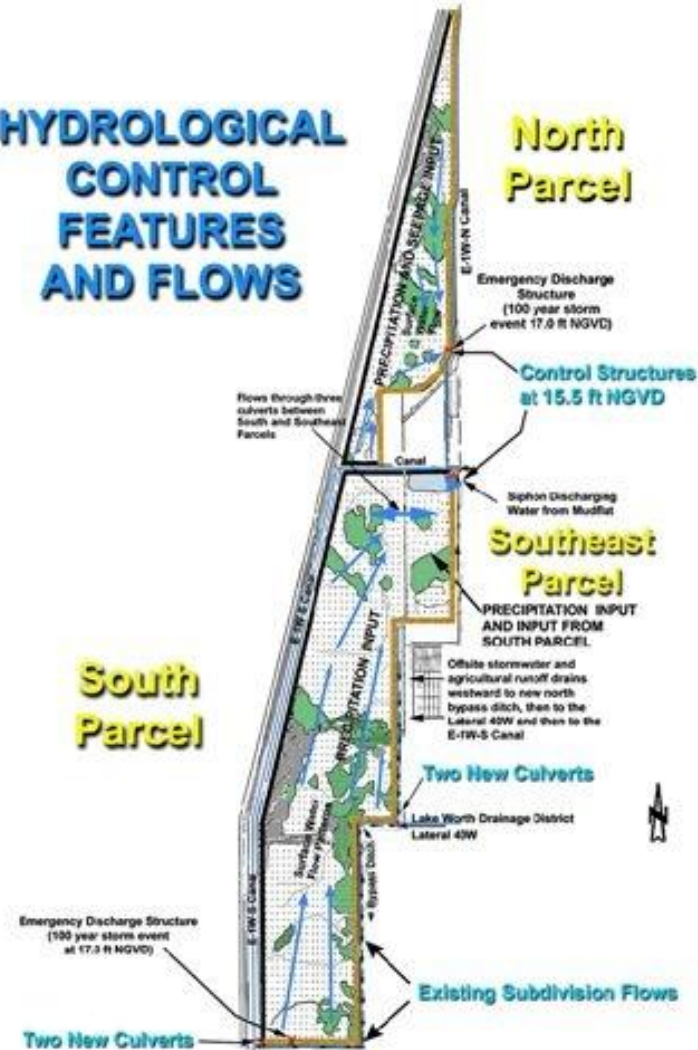 HYDROLOGICAL
CONTROL
FEATURES
AND FLOWS
North
Parcel
PRECIPITATION AND SEEPAGE INPUT
Surface
Water
Flow
E-1W-N Canal
Emergency Discharge
Structure
(100 year storm
event 17.0 ft NGVD)
Control Structures
at 15.5 ft NGVD
Flows through three
culverts between
South and Southeast
Parcels
Canal
Siphon Discharging
Water from Mudflat
Southeast
Parcel
PRECIPITATION INPUT
AND INPUT FROM
SOUTH PARCEL
E-1W-S Canal
PRECIPITATION INPUT
Offsite stormwater and
agricultural runoff drains
westward to new north
bypass ditch, then to the
Lateral 40W and then to the
E-1W-S Canal
South
Parcel
Two New Culverts
Lake Worth Drainage District
Lateral 40W
N
Surface Water
Flow
Bypass Ditch
E-1W-S Canal
Emergency Discharge Structure
(100 year storm event
at 17.0 ft NGVD)
Existing Subdivision Flows
Two New Culverts